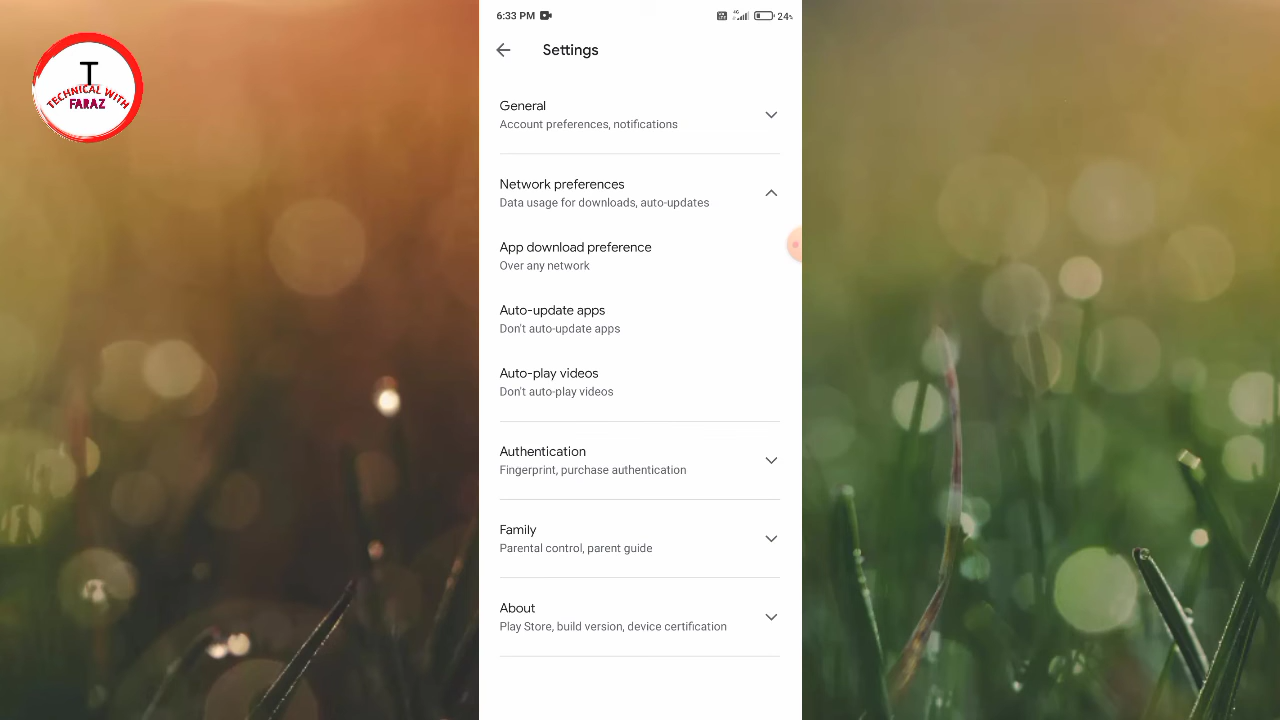 T
TECHNICAL WITH
FARAZ
6:33 PM
4G
24%
Settings
General
Account preferences, notifications
Network preferences
Data usage for downloads, auto-updates
App download preference
Over any network
Auto-update apps
Don't auto-update apps
Auto-play videos
Don't auto-play videos
Authentication
Fingerprint, purchase authentication
Family
Parental control, parent guide
About
Play Store, build version, device certification